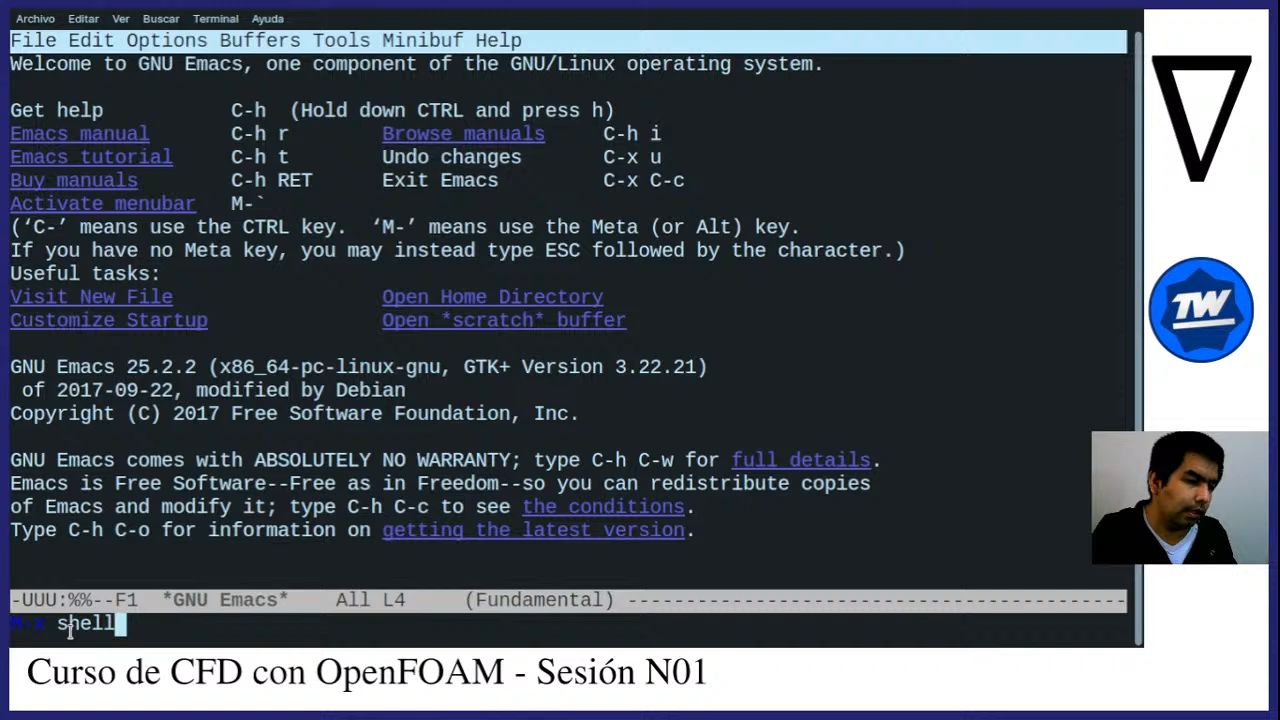 Archivo Editar Ver Buscar Terminal Ayuda
File Edit Options Buffers Tools Minibuf Help
Welcome to GNU Emacs, one component of the GNU/Linux operating system.
Get help C-h (Hold down CTRL and press h)
Emacs manual C-h r Browse manuals C-h i
Emacs tutorial C-h t Undo changes C-x u
Buy manuals C-h RET Exit Emacs C-x C-c
Activate menubar M-`
(‘C-’ means use the CTRL key. ‘M-’ means use the Meta (or Alt) key.
If you have no Meta key, you may instead type ESC followed by the character.)
Useful tasks:
Visit New File Open Home Directory
Customize Startup Open *scratch* buffer
GNU Emacs 25.2.2 (x86_64-pc-linux-gnu, GTK+ Version 3.22.21)
of 2017-09-22, modified by Debian
Copyright (C) 2017 Free Software Foundation, Inc.
GNU Emacs comes with ABSOLUTELY NO WARRANTY; type C-h C-w for full details.
Emacs is Free Software--Free as in Freedom--so you can redistribute copies
of Emacs and modify it; type C-h C-c to see the conditions.
Type C-h C-o for information on getting the latest version.
-UUU:%%--F1 *GNU Emacs* All L4 (Fundamental) -------------------------------------------
M-x shell
TW
Curso de CFD con OpenFOAM - Sesión N01